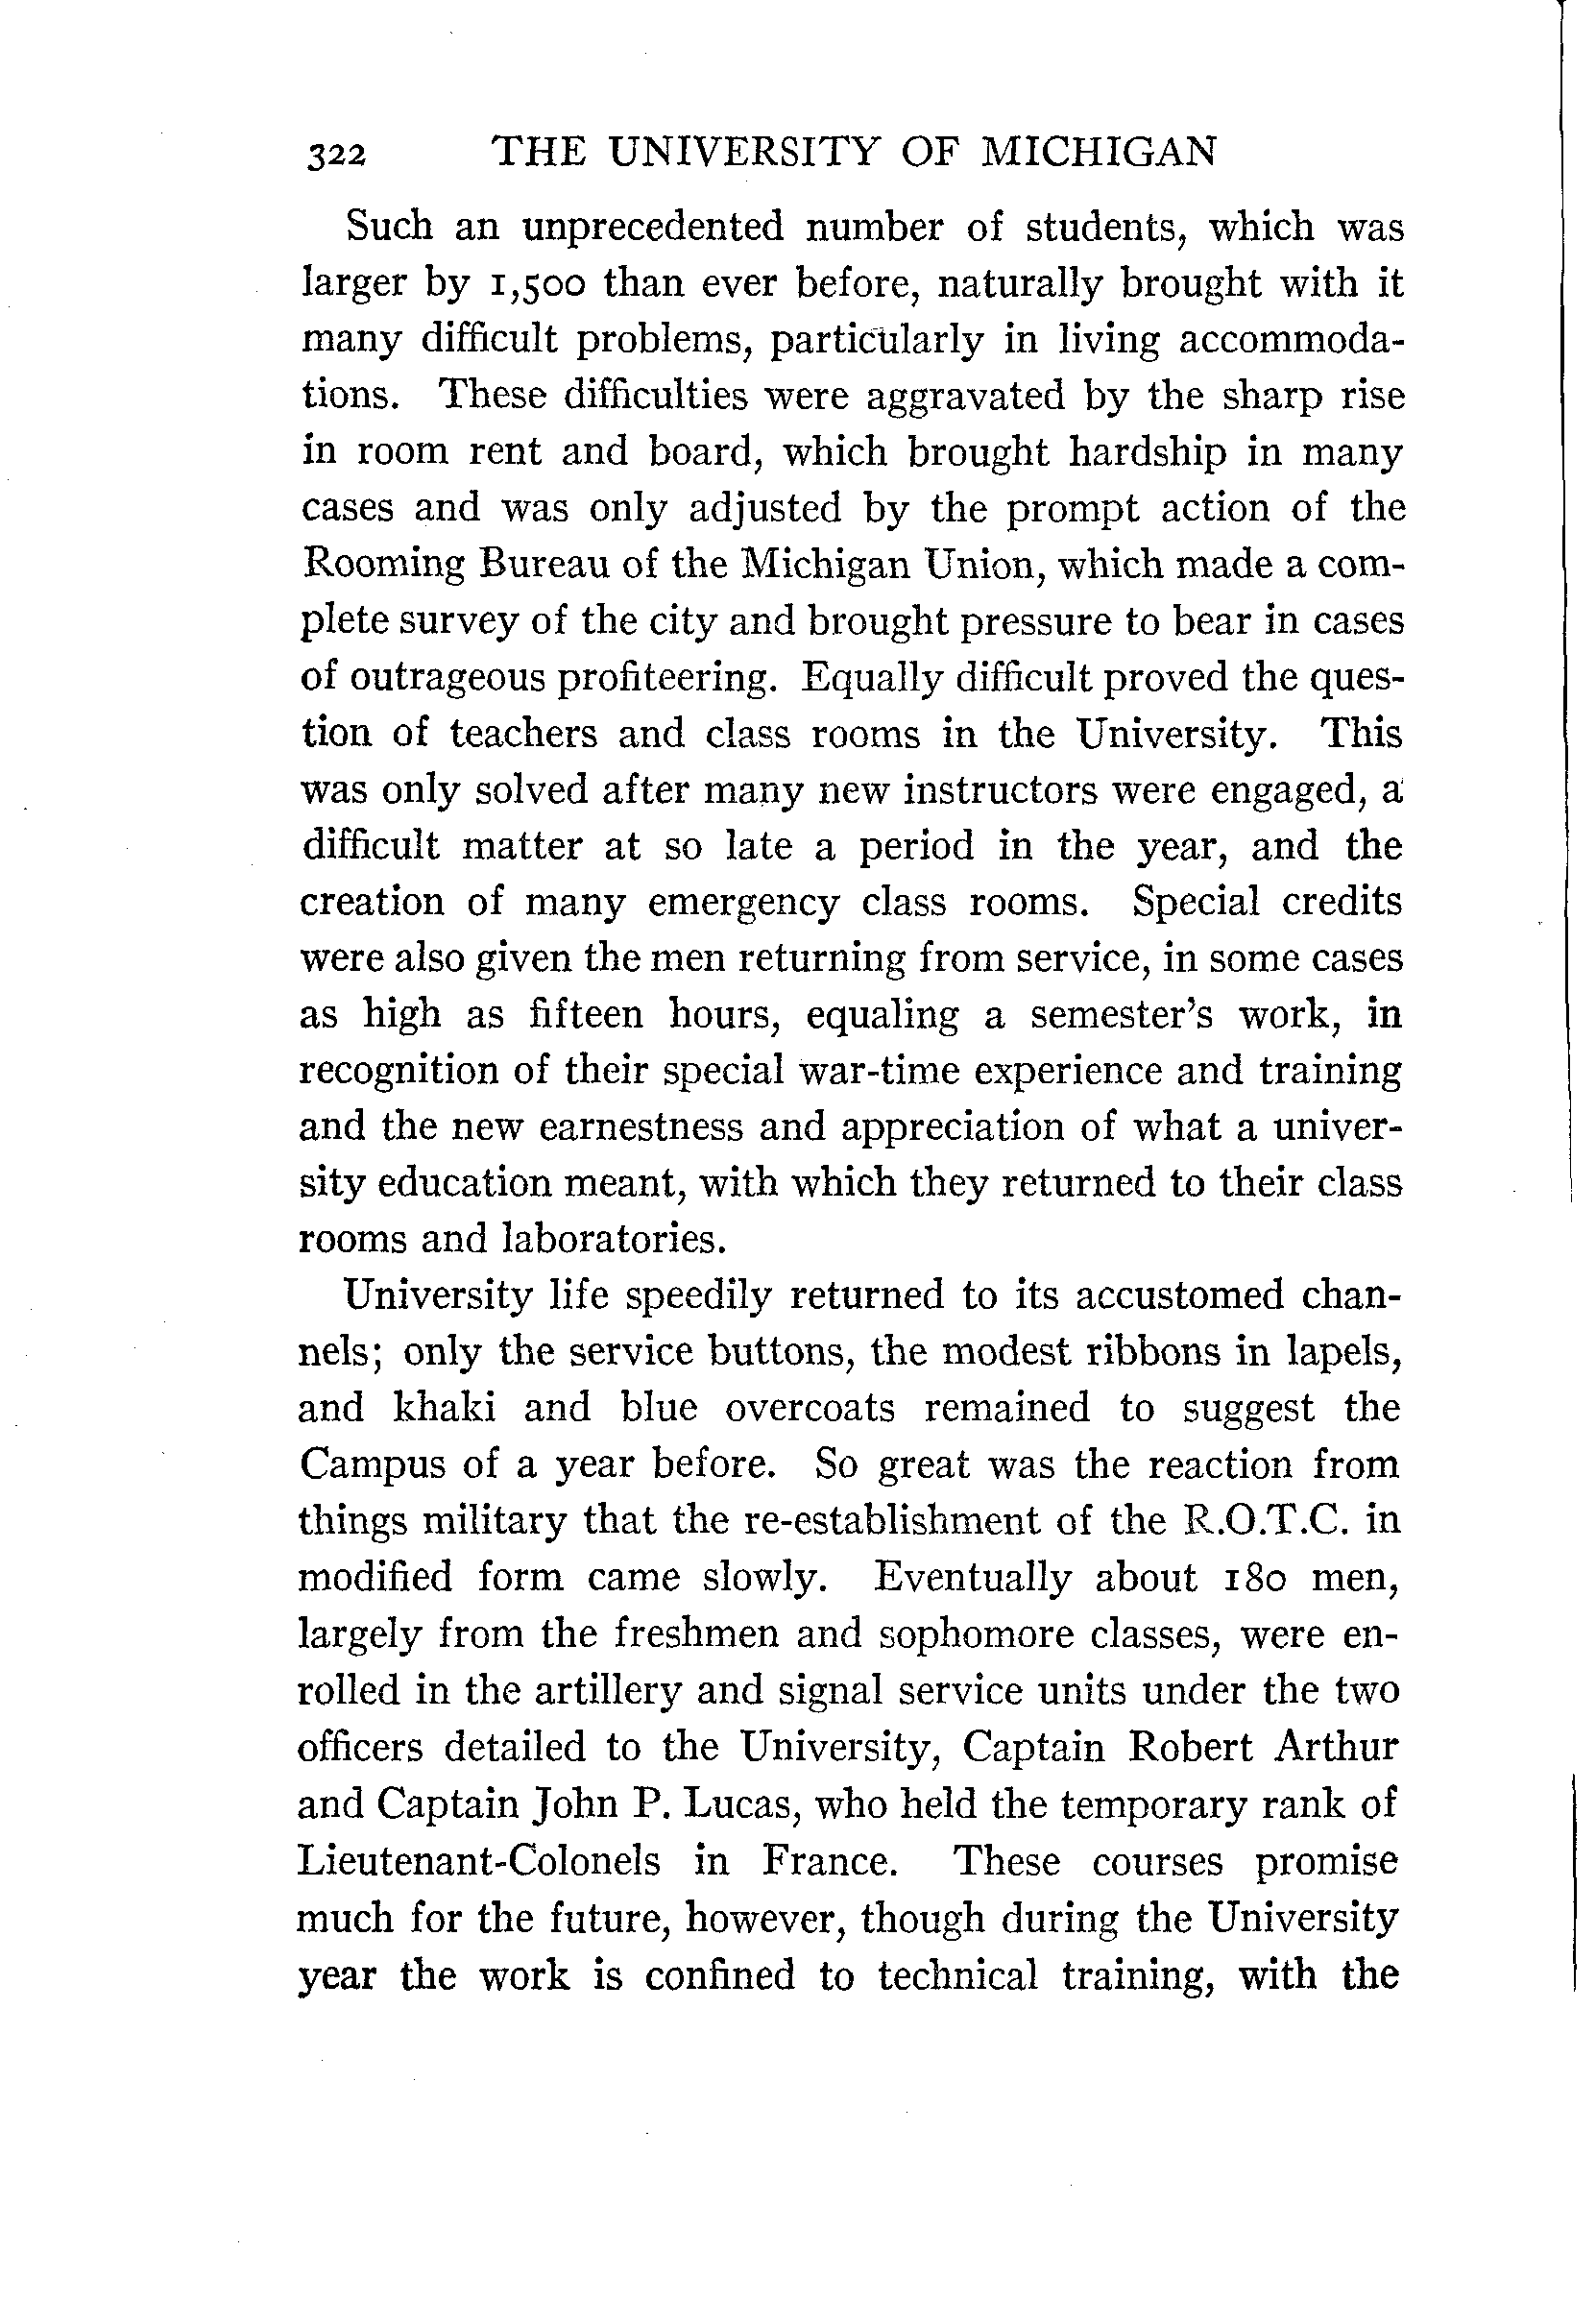 322 THE UNIVERSITY OF MICHIGAN
Such an unprecedented number of students, which was
larger by 1,500 than ever before, naturally brought with it
many difficult problems, particularly in living accommoda-
tions. These difficulties were aggravated by the sharp rise
in room rent and board, which brought hardship in many
cases and was only adjusted by the prompt action of the
Rooming Bureau of the Michigan Union, which made a com-
plete survey of the city and brought pressure to bear in cases
of outrageous profiteering. Equally difficult proved the ques-
tion of teachers and class rooms in the University. This
was only solved after many new instructors were engaged, a
difficult matter at so late a period in the year, and the
creation of many emergency class rooms. Special credits
were also given the men returning from service, in some cases
as high as fifteen hours, equaling a semester's work, in
recognition of their special war-time experience and training
and the new earnestness and appreciation of what a univer-
sity education meant, with which they returned to their class
rooms and laboratories.
University life speedily returned to its accustomed chan-
nels; only the service buttons, the modest ribbons in lapels,
and khaki and blue overcoats remained to suggest the
Campus of a year before. So great was the reaction from
things military that the re-establishment of the R.O.T.C. in
modified form came slowly. Eventually about 180 men,
largely from the freshmen and sophomore classes, were en-
rolled in the artillery and signal service units under the two
officers detailed to the University, Captain Robert Arthur
and Captain John P. Lucas, who held the temporary rank of
Lieutenant-Colonels in France. These courses promise
much for the future, however, though during the University
year the work is confined to technical training, with the